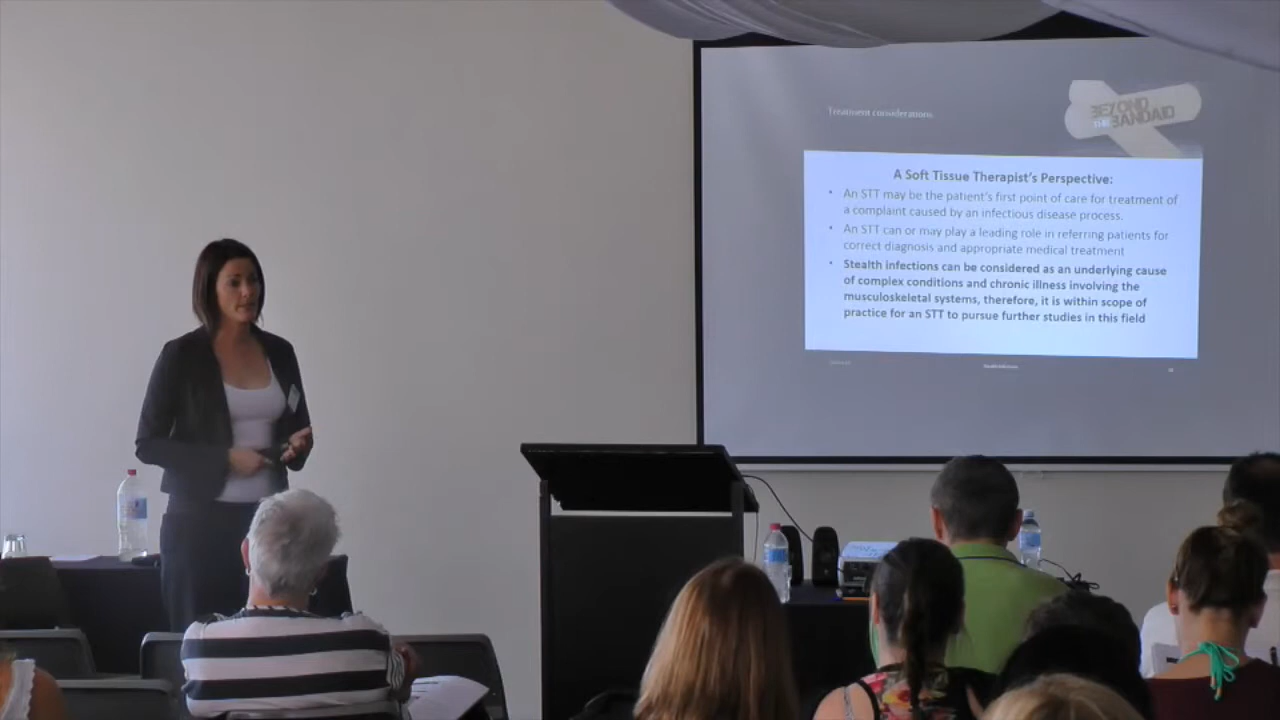 Treatment considerations
BEYOND
THE BANDAID
A Soft Tissue Therapist's Perspective:
• An STT may be the patient's first point of care for treatment of
a complaint caused by an infectious disease process.
• An STT can or may play a leading role in referring patients for
correct diagnosis and appropriate medical treatment
• Stealth infections can be considered as an underlying cause
of complex conditions and chronic illness involving the
musculoskeletal systems, therefore, it is within scope of
practice for an STT to pursue further studies in this field
Stealth Infections